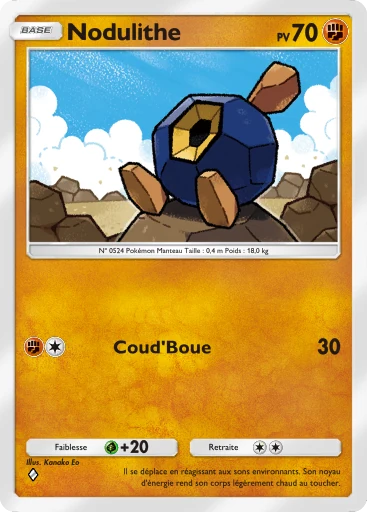 BASE Nodulithe PV 70
N° 0524 Pokémon Manteau Taille : 0,4 m Poids : 18,0 kg
Coud'Boue 30
Faiblesse +20 Retraite
Illus. Kanako Eo
Il se déplace en réagissant aux sons environnants. Son noyau
d'énergie rend son corps légèrement chaud au toucher.